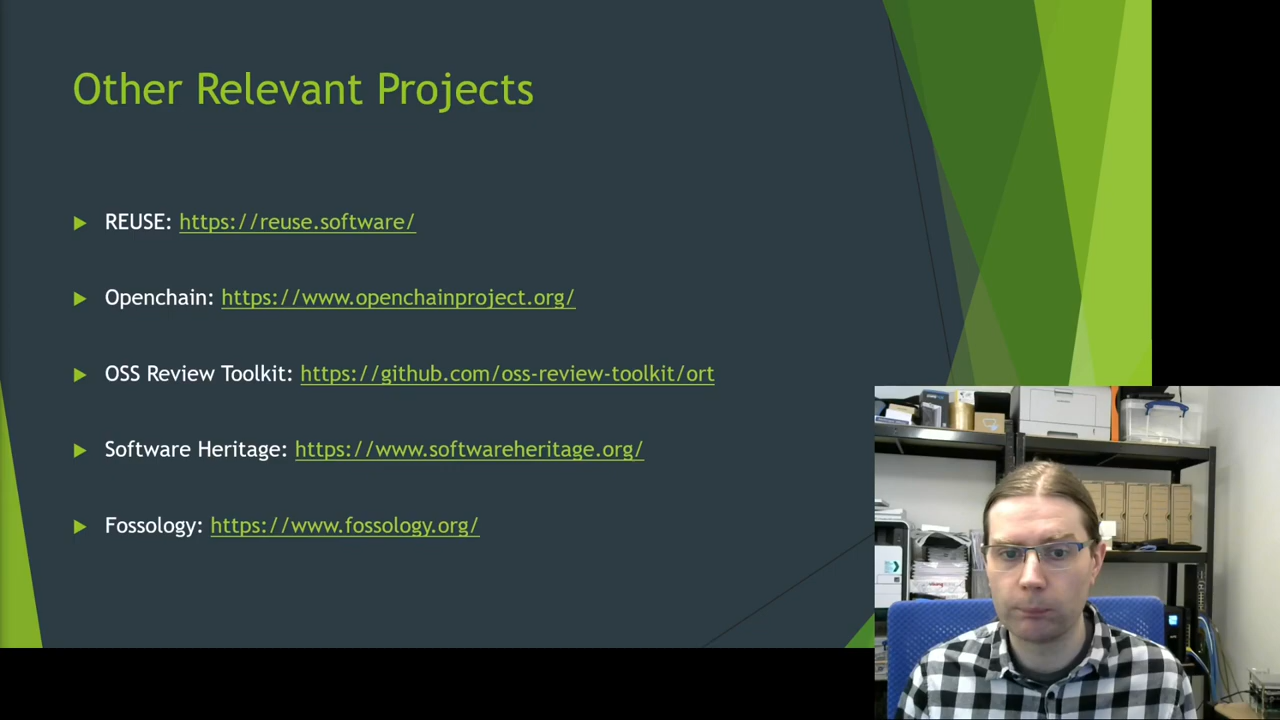 Other Relevant Projects
REUSE: https://reuse.software/
Openchain: https://www.openchainproject.org/
OSS Review Toolkit: https://github.com/oss-review-toolkit/ort
Software Heritage: https://www.softwareheritage.org/
Fossology: https://www.fossology.org/